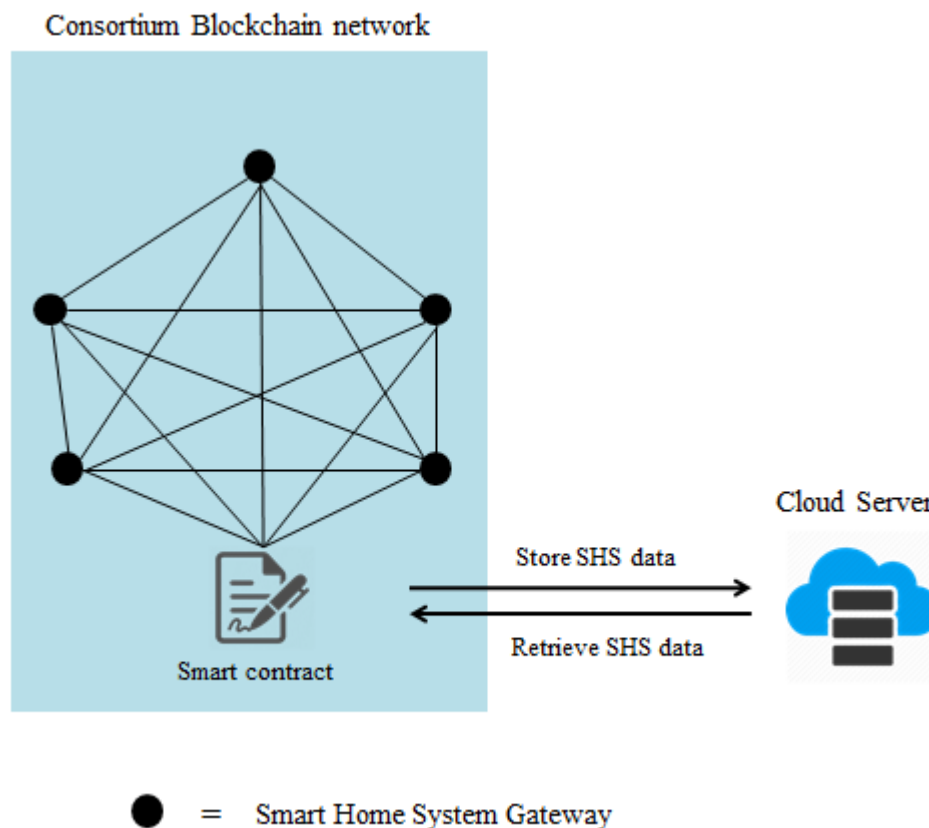 Consortium Blockchain network
Cloud Server
Store SHS data
Retrieve SHS data
Smart contract
= Smart Home System Gateway